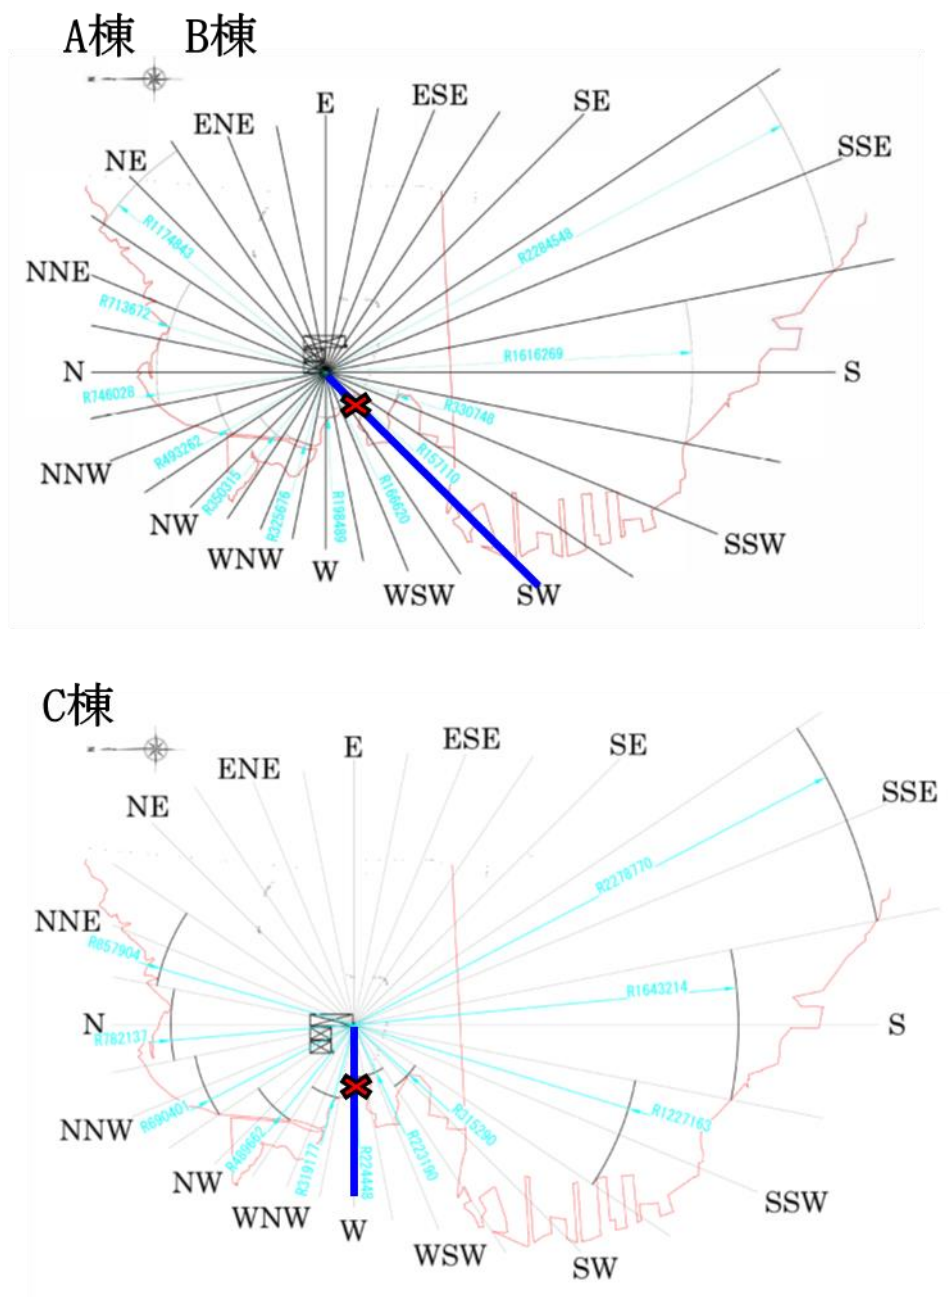 A棟 B棟
E
ESE
SE
ENE
SSE
NE
R1174843
R2284548
NNE
R713672
R1616269
N
S
R746028
R330748
R493262
R157110
NNW
R350315
R325676
R198489
R166620
NW
WNW
W
WSW
SW
SSW
C棟
E
ESE
SE
ENE
SSE
NE
R2278770
NNE
R857904
R1643214
N
S
R782137
R690401
R315290
R1227163
NNW
R489662
R319177
R224448
R223190
NW
WNW
W
WSW
SW
SSW